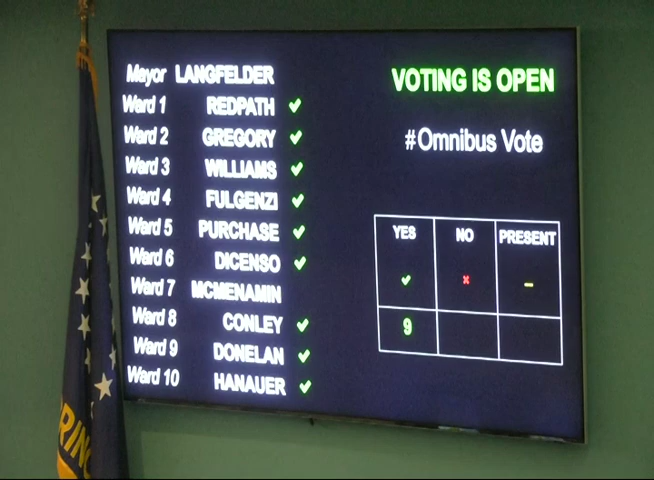 Mayor LANGFELDER
Ward 1 REDPATH ✓
Ward 2 GREGORY ✓
Ward 3 WILLIAMS ✓
Ward 4 FULGENZI ✓
Ward 5 PURCHASE ✓
Ward 6 DICENSO ✓
Ward 7 MCMENAMIN
Ward 8 CONLEY ✓
Ward 9 DONELAN ✓
Ward 10 HANAUER ✓
VOTING IS OPEN
#Omnibus Vote
YES NO PRESENT
✓ × –
9